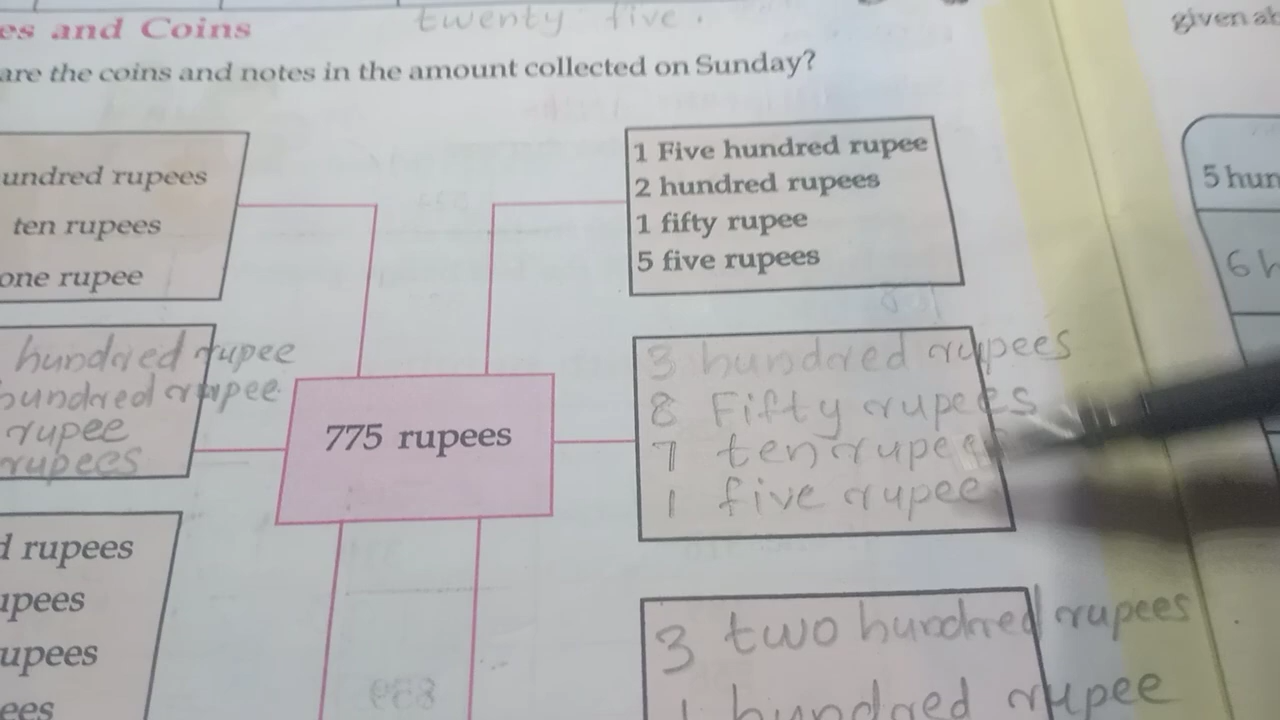 twenty five.
es and Coins
given ab
are the coins and notes in the amount collected on Sunday?
undred rupees
ten rupees
one rupee
1 Five hundred rupee
2 hundred rupees
1 fifty rupee
5 five rupees
5 hun
6 h
hundred rupee
hundred rupee
rupee
rupees
775 rupees
3 hundred rupees
8 Fifty rupees
7 ten rupees
1 five rupee
d rupees
upees
upees
ees
3 two hundred rupees
1 hundred rupee